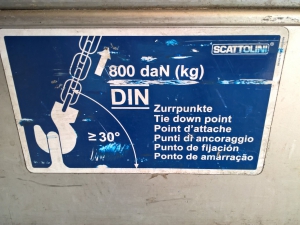 SCATTOLINI
800 daN (kg)
DIN
≥ 30°
Zurrpunkte
Tie down point
Point d'attache
Punti di ancoraggio
Punto de fijación
Ponto de amarração